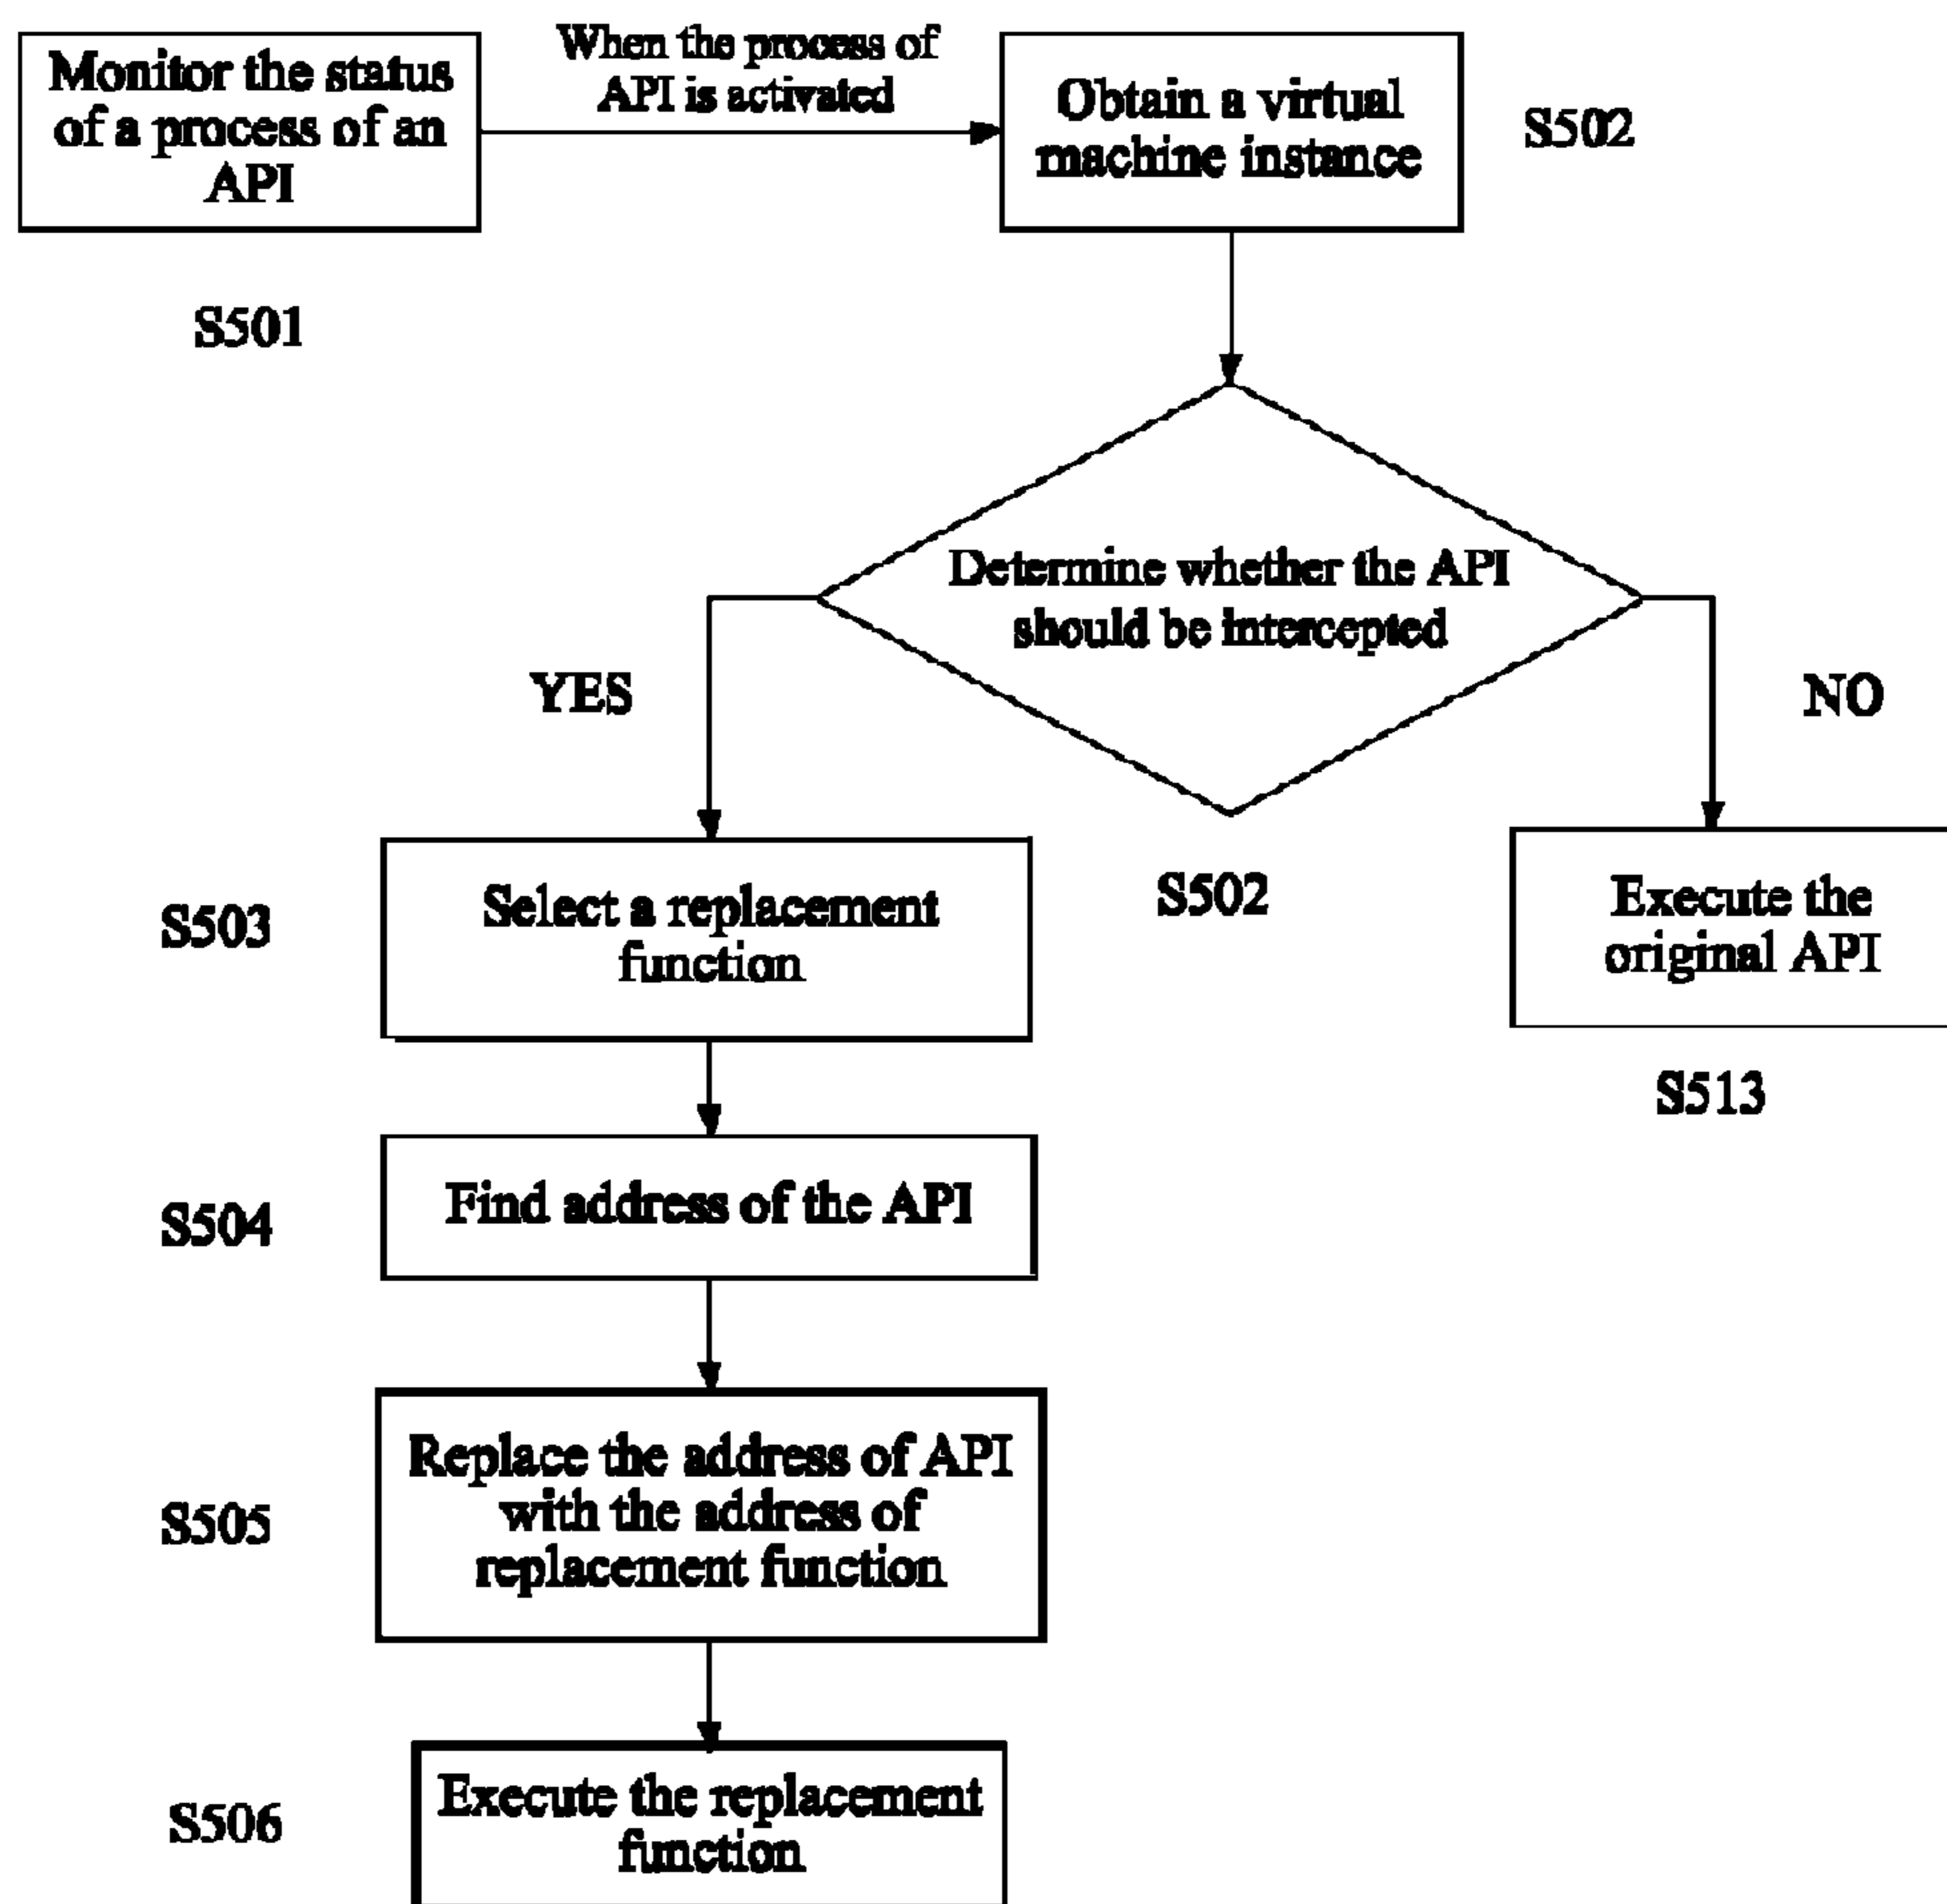 Monitor the status
of a process of an
API
S501
When the process of
API is activated
Obtain a virtual
machine instance
S502
Determine whether the API
should be intercepted
YES
NO
S502
S503
Select a replacement
function
Execute the
original API
S513
S504
Find address of the API
S505
Replace the address of API
with the address of
replacement function
S506
Execute the replacement
function